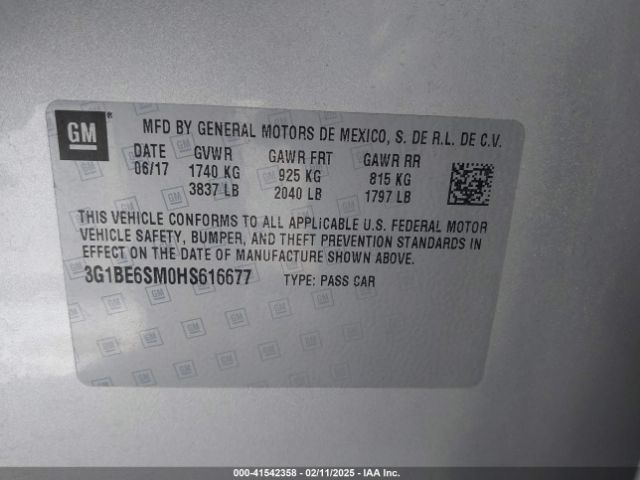 GM ®
MFD BY GENERAL MOTORS DE MEXICO, S. DE R.L. DE C.V.
DATE GVWR GAWR FRT GAWR RR
06/17 1740 KG 925 KG 815 KG
3837 LB 2040 LB 1797 LB
THIS VEHICLE CONFORMS TO ALL APPLICABLE U.S. FEDERAL MOTOR
VEHICLE SAFETY, BUMPER, AND THEFT PREVENTION STANDARDS IN
EFFECT ON THE DATE OF MANUFACTURE SHOWN ABOVE.
3G1BE6SM0HS616677 TYPE: PASS CAR
000-41542358 - 02/11/2025 - IAA Inc.